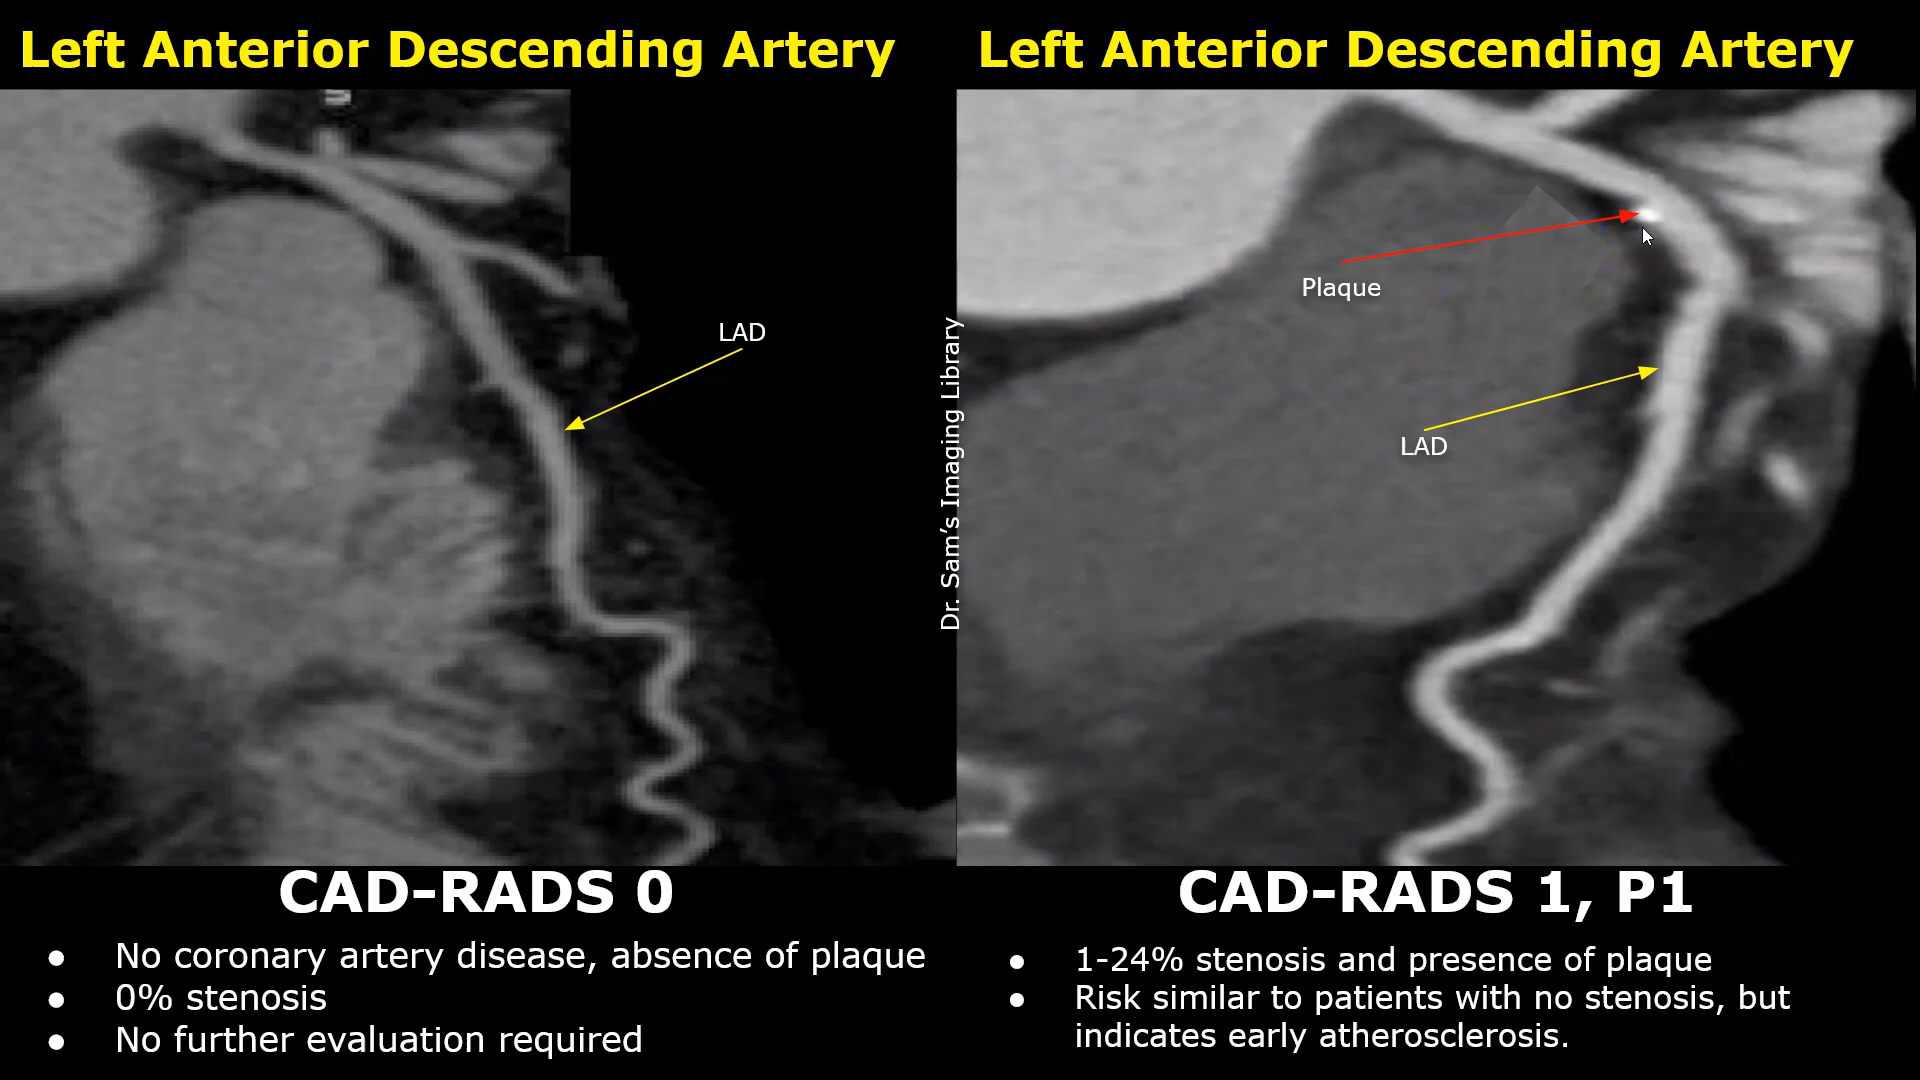 Left Anterior Descending Artery
LAD
CAD-RADS 0
● No coronary artery disease, absence of plaque
● 0% stenosis
● No further evaluation required
Dr. Sam’s Imaging Library
Left Anterior Descending Artery
Plaque
LAD
CAD-RADS 1, P1
● 1-24% stenosis and presence of plaque
● Risk similar to patients with no stenosis, but
indicates early atherosclerosis.